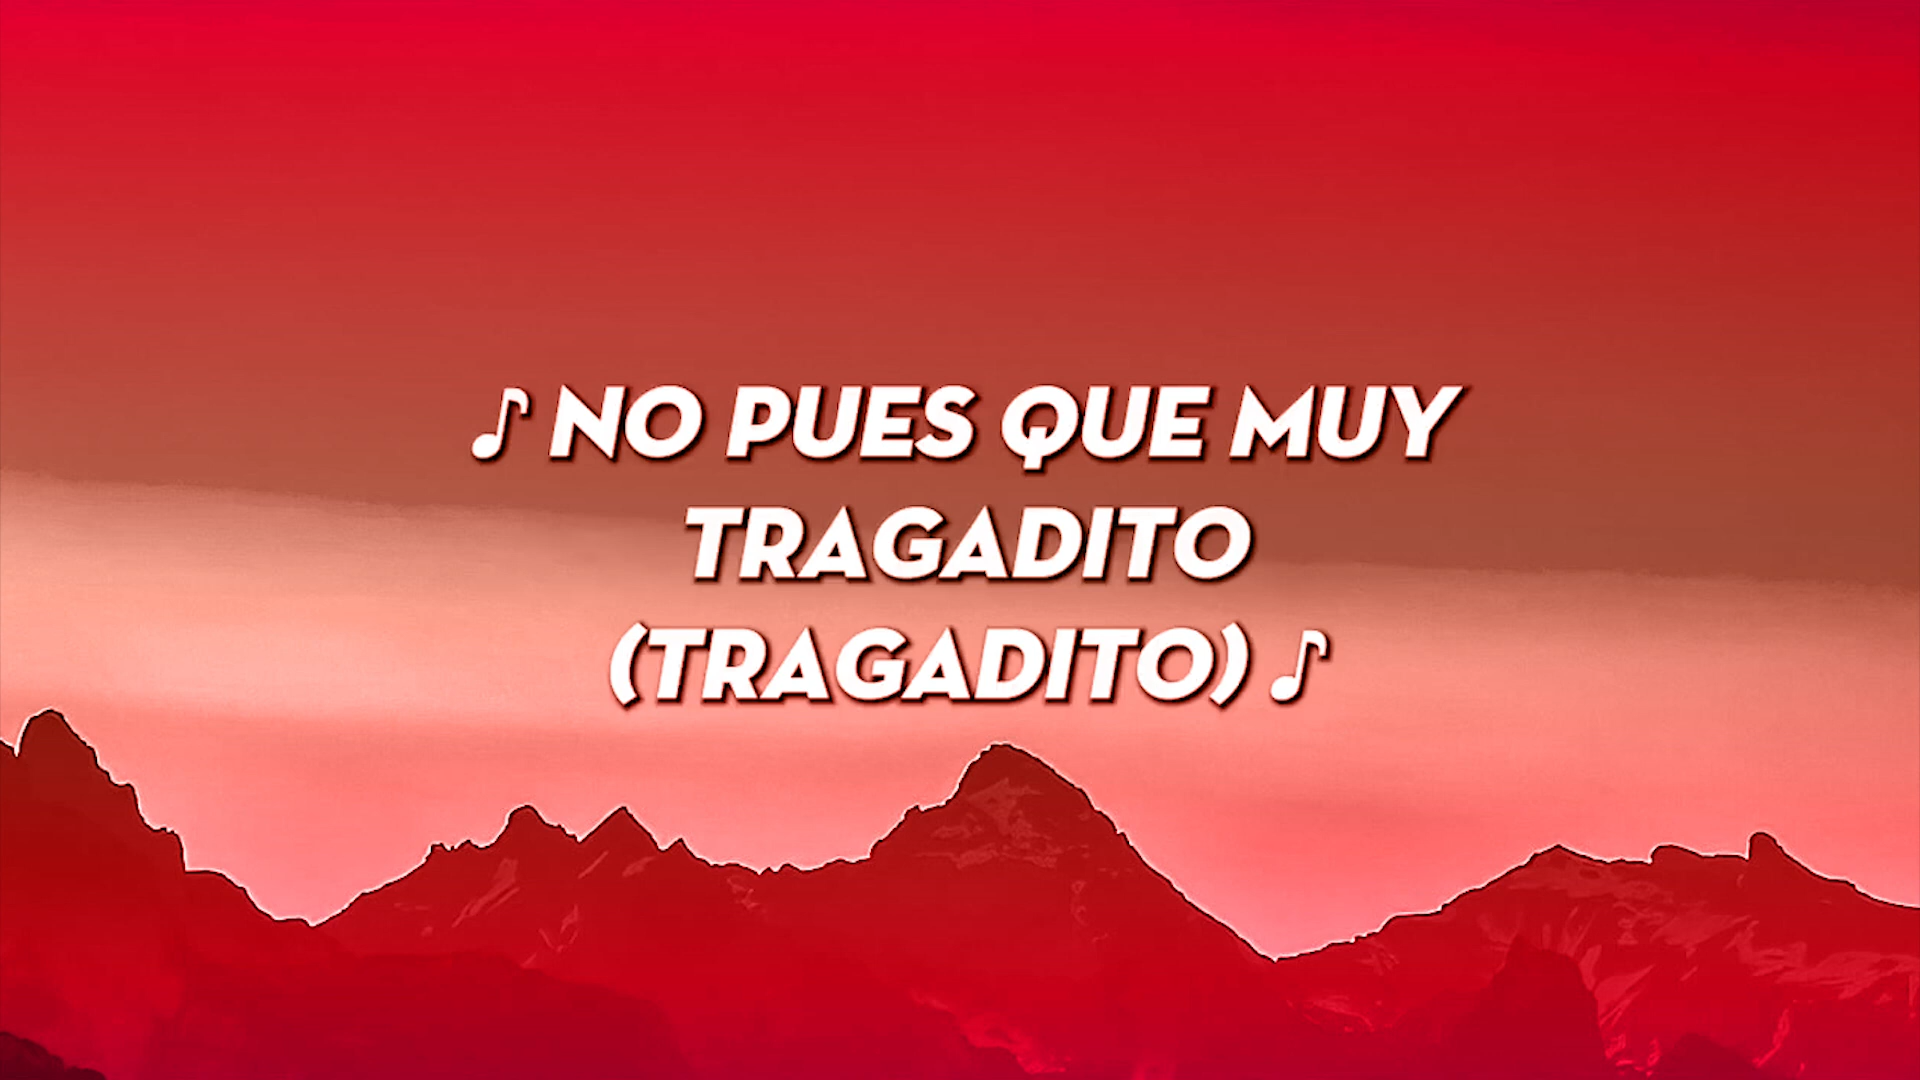 ♪ NO PUES QUE MUY
TRAGADITO
(TRAGADITO) ♪